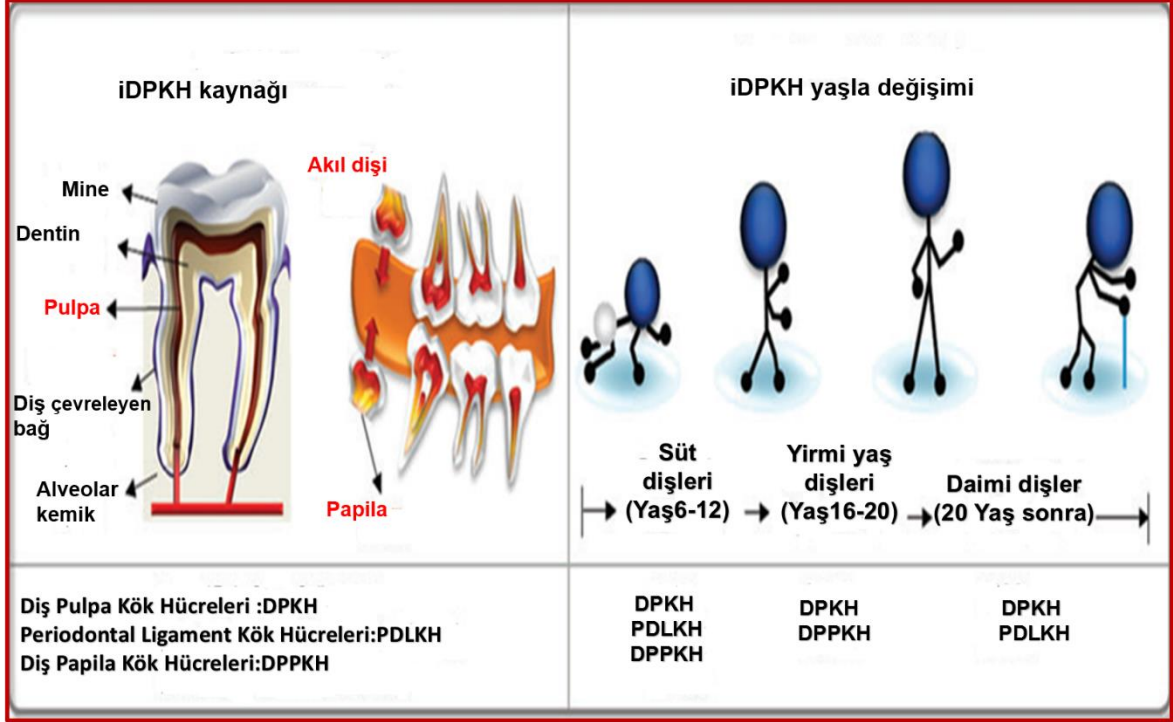 iDPKH kaynağı
Akıl dişi
Mine
Dentin
Pulpa
Diş çevreleyen
bağ
Alveolar
kemik
Papila
iDPKH yaşla değişimi
Süt
dişleri
(Yaş6-12)
Yirmi yaş
dişleri
(Yaş16-20)
Daimi dişler
(20 Yaş sonra)
Diş Pulpa Kök Hücreleri :DPKH
Periodontal Ligament Kök Hücreleri:PDLKH
Diş Papila Kök Hücreleri:DPPKH
DPKH
PDLKH
DPPKH
DPKH
DPPKH
DPKH
PDLKH